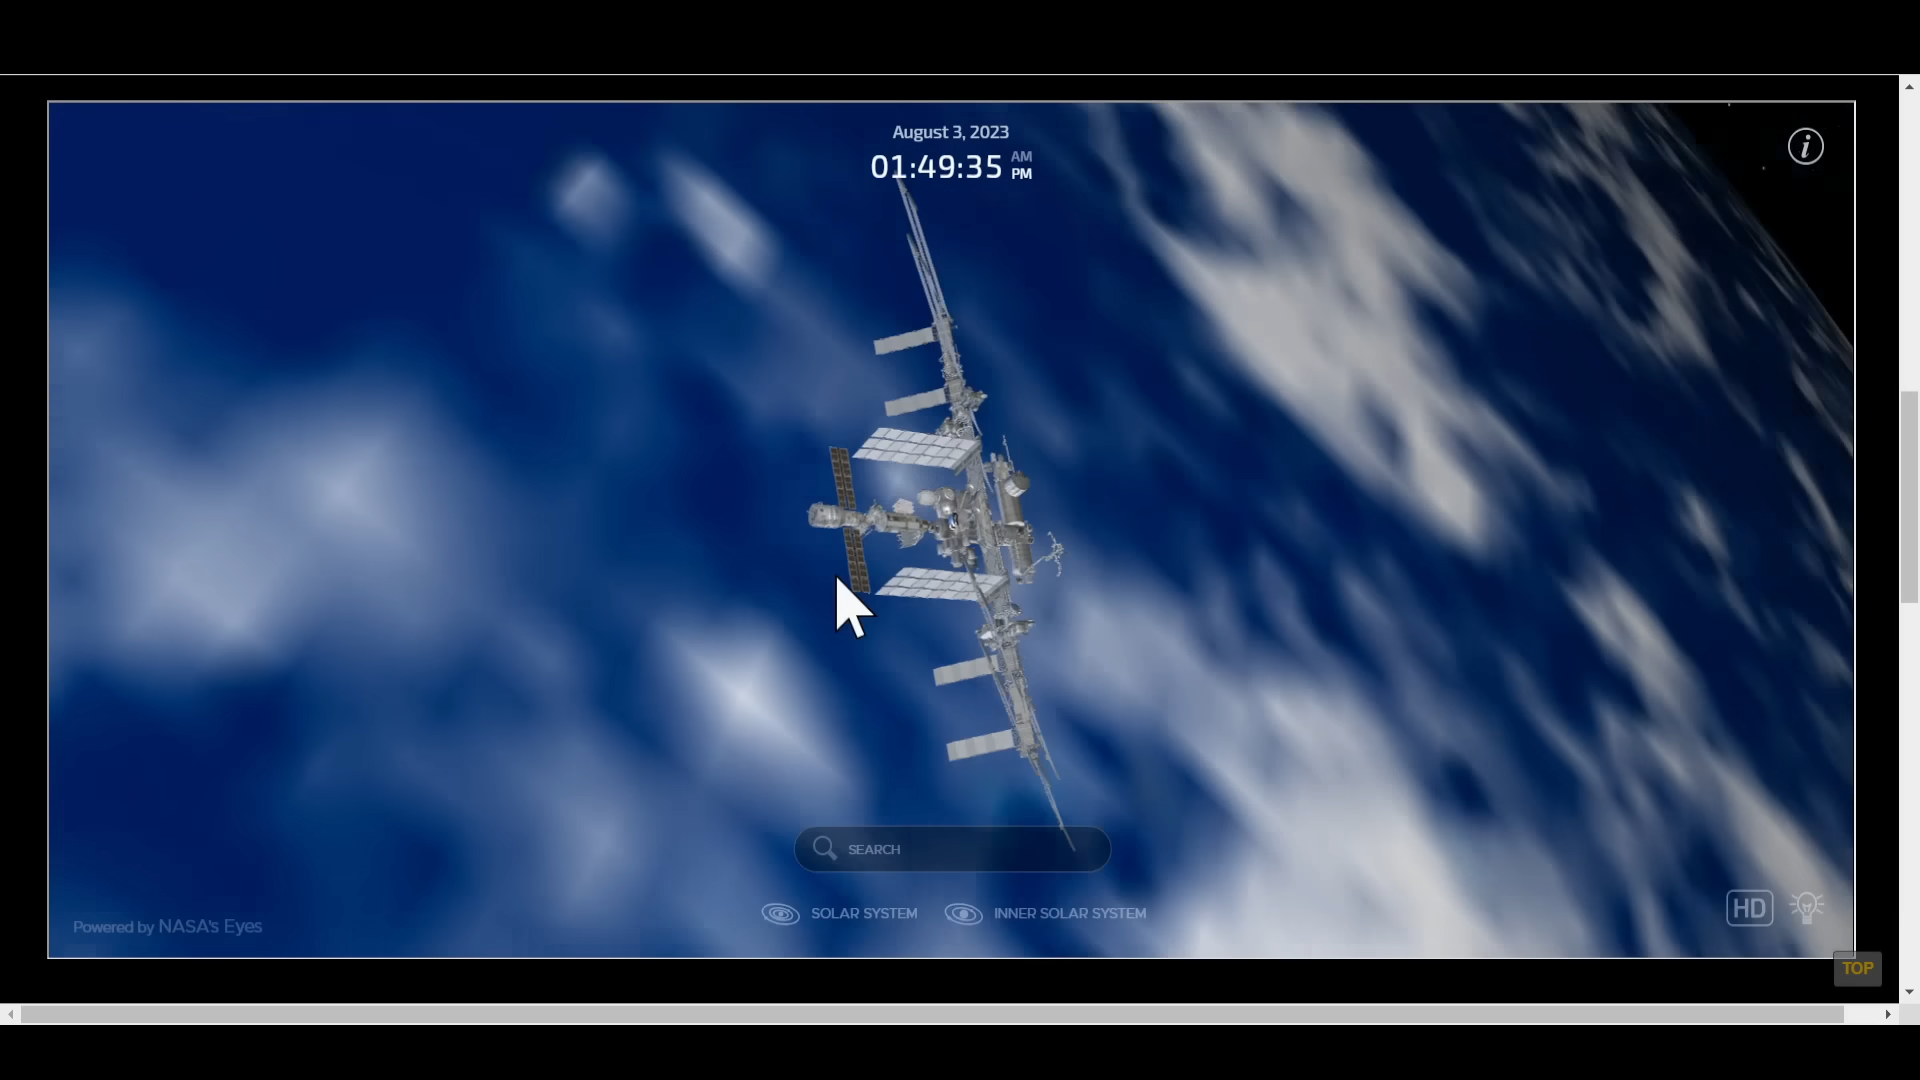 August 3, 2023
01:49:35 AM
PM
i
SEARCH
Powered by NASA's Eyes
SOLAR SYSTEM
INNER SOLAR SYSTEM
HD
TOP